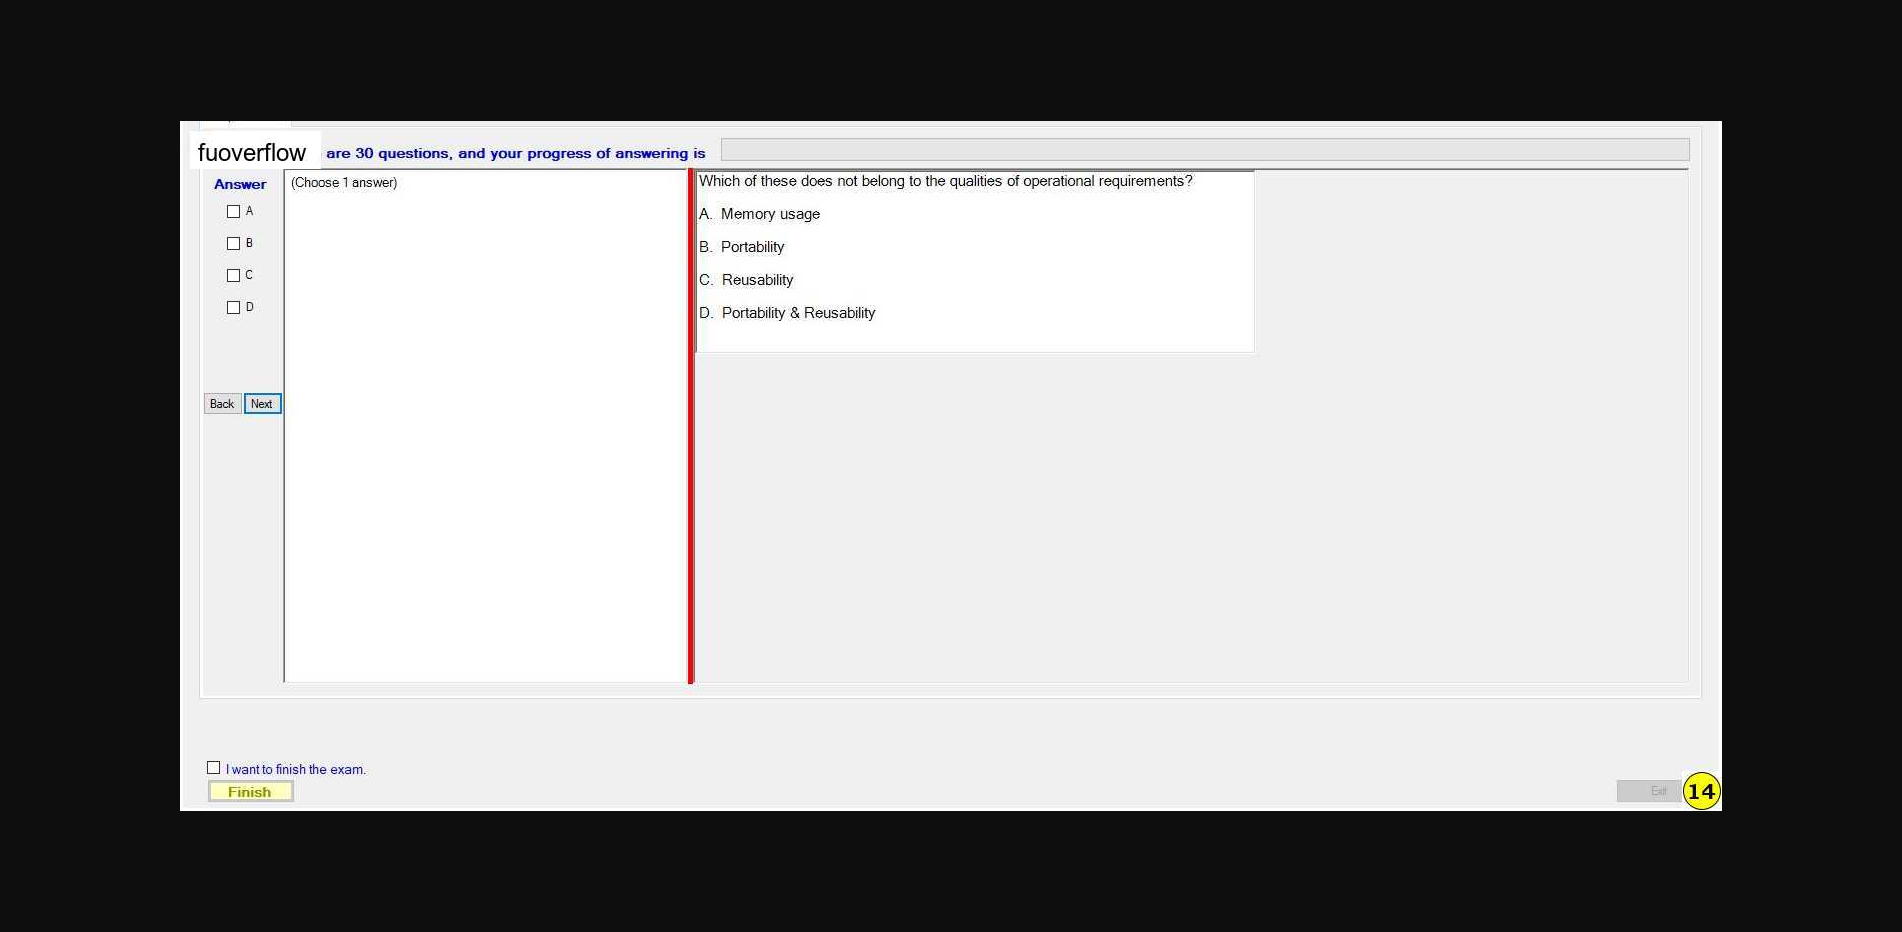 fuoverflow are 30 questions, and your progress of answering is
Answer
A
B
C
D
Back Next
(Choose 1 answer)
Which of these does not belong to the qualities of operational requirements?
A. Memory usage
B. Portability
C. Reusability
D. Portability & Reusability
I want to finish the exam.
Finish
Exit
14